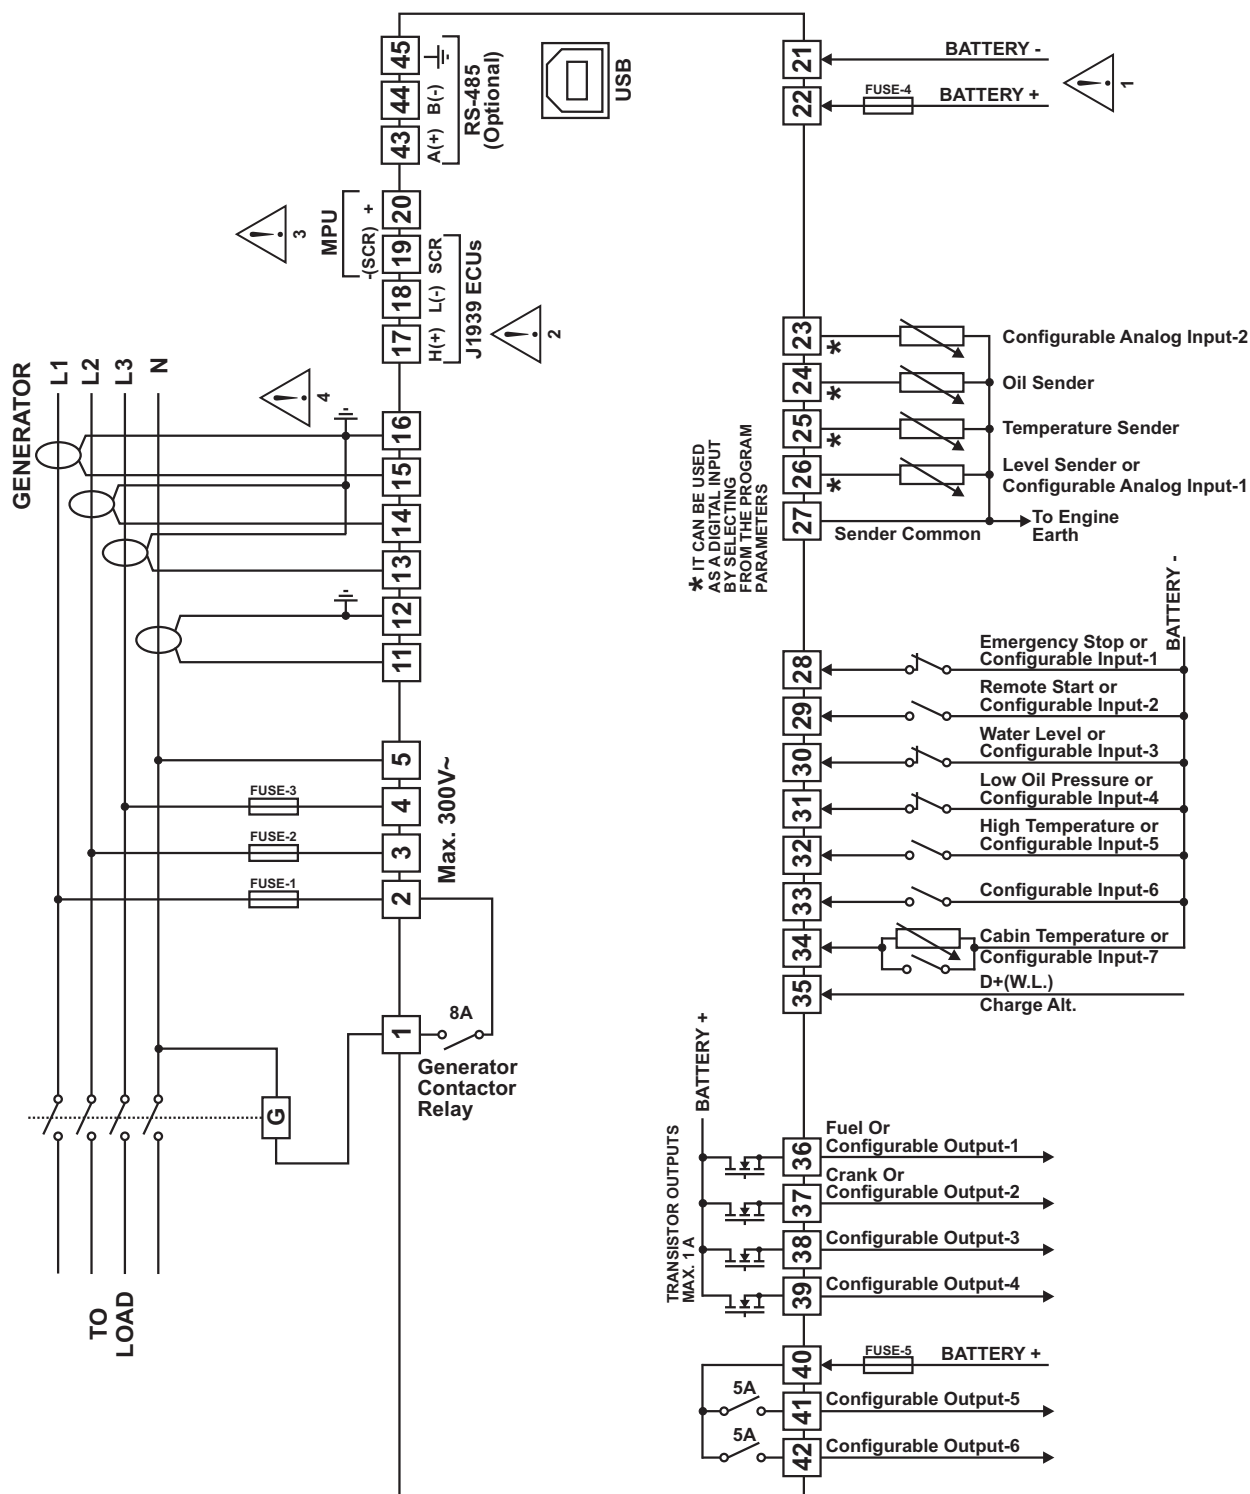 GENERATOR
L1
L2
L3
N
45
44
43
B(-)
A(+)
RS-485
(Optional)
USB
3
MPU
-(SCR) +
20
19
18
17
SCR
L(-)
H(+)
J1939 ECUs
2
4
16
15
14
13
12
11
5
4
3
2
FUSE-3
FUSE-2
FUSE-1
Max. 300V~
1
8A
Generator
Contactor
Relay
G
TO
LOAD
21
BATTERY -
22
FUSE-4
BATTERY +
1
23
*
Configurable Analog Input-2
24
*
Oil Sender
25
*
Temperature Sender
26
*
Level Sender or
Configurable Analog Input-1
27
Sender Common
To Engine
Earth
* IT CAN BE USED
AS A DIGITAL INPUT
BY SELECTING
FROM THE PROGRAM
PARAMETERS
BATTERY -
28
Emergency Stop or
Configurable Input-1
29
Remote Start or
Configurable Input-2
30
Water Level or
Configurable Input-3
31
Low Oil Pressure or
Configurable Input-4
32
High Temperature or
Configurable Input-5
33
Configurable Input-6
34
Cabin Temperature or
Configurable Input-7
35
D+(W.L.)
Charge Alt.
BATTERY +
TRANSISTOR OUTPUTS
MAX. 1 A
36
Fuel Or
Configurable Output-1
37
Crank Or
Configurable Output-2
38
Configurable Output-3
39
Configurable Output-4
40
FUSE-5
BATTERY +
5A
41
Configurable Output-5
5A
42
Configurable Output-6